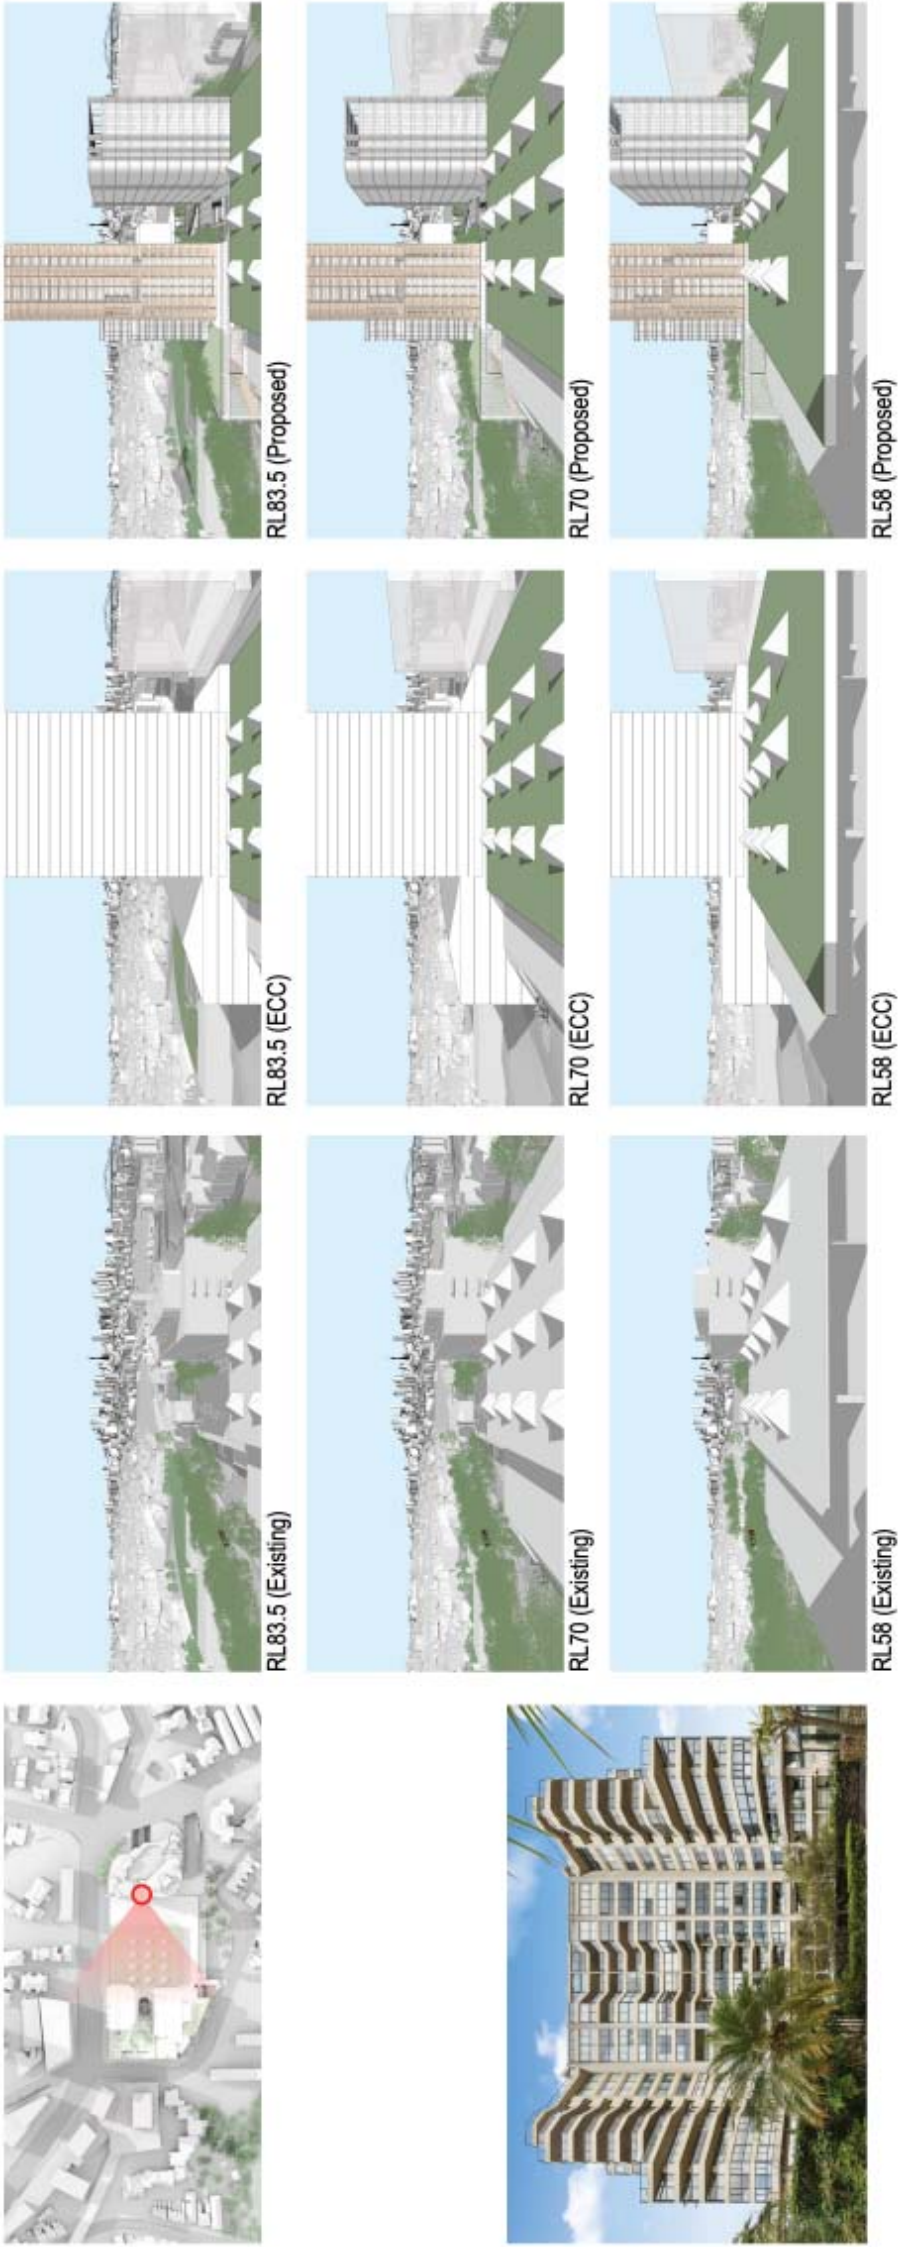 RL83.5 (Existing)
RL83.5 (ECC)
RL83.5 (Proposed)
RL70 (Existing)
RL70 (ECC)
RL70 (Proposed)
RL58 (Existing)
RL58 (ECC)
RL58 (Proposed)